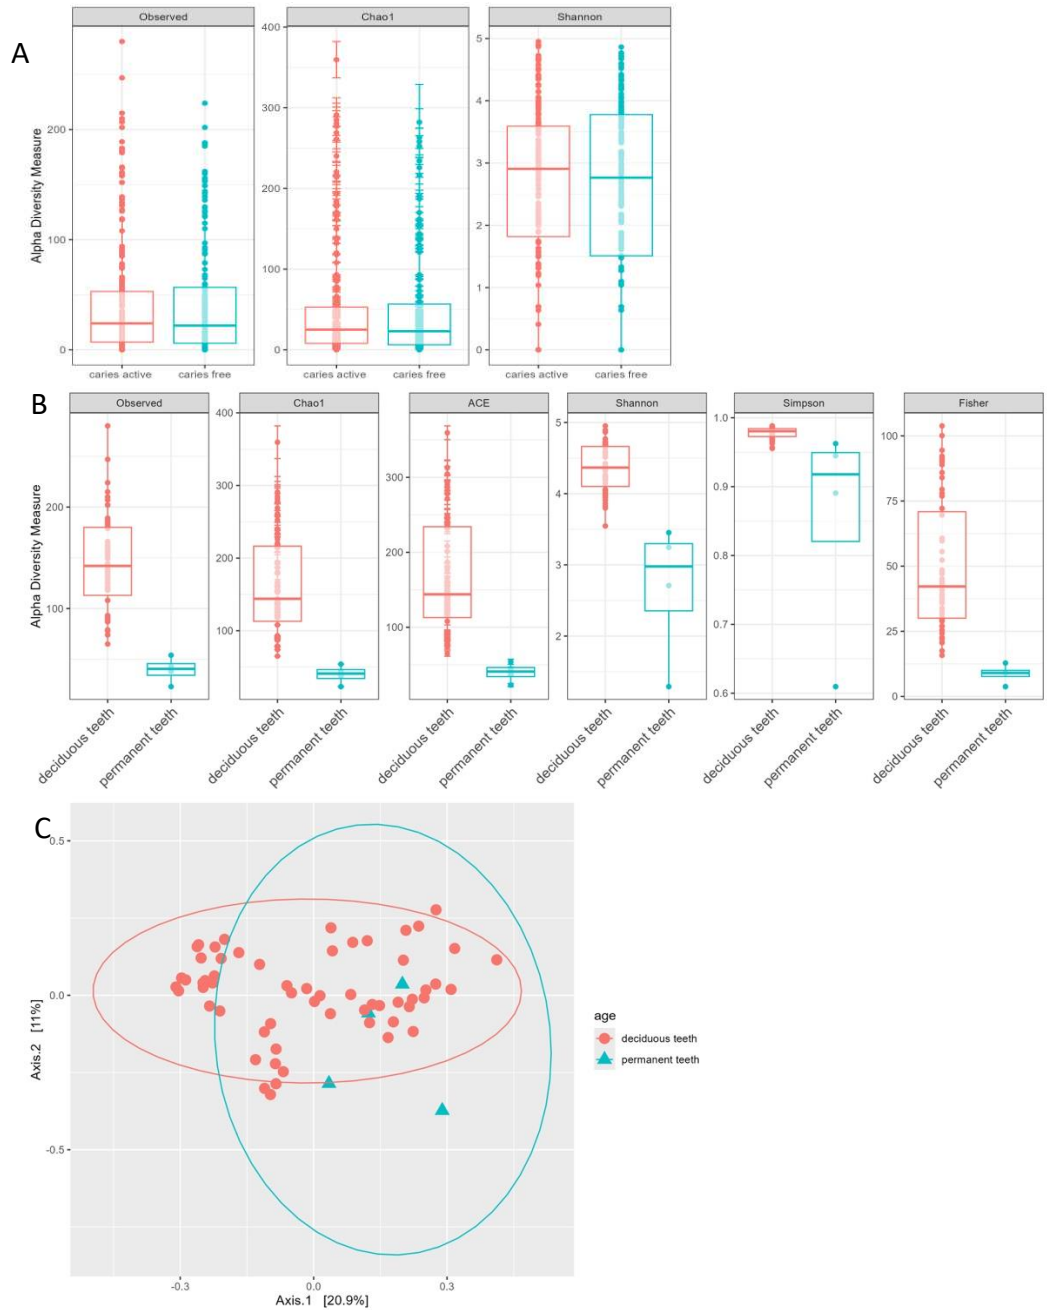 A
Observed
Chao1
Shannon
Alpha Diversity Measure
200
100
0
400
300
200
100
0
5
4
3
2
1
0
caries active
caries free
caries active
caries free
caries active
caries free
B
Observed
Chao1
ACE
Shannon
Simpson
Fisher
Alpha Diversity Measure
200
100
400
300
200
100
300
200
100
5
4
3
2
1.0
0.9
0.8
0.7
0.6
100
75
50
25
0
deciduous teeth
permanent teeth
deciduous teeth
permanent teeth
deciduous teeth
permanent teeth
deciduous teeth
permanent teeth
deciduous teeth
permanent teeth
deciduous teeth
permanent teeth
C
0.5
0.0
-0.5
Axis.2 [11%]
-0.3
0.0
0.3
Axis.1 [20.9%]
age
deciduous teeth
permanent teeth